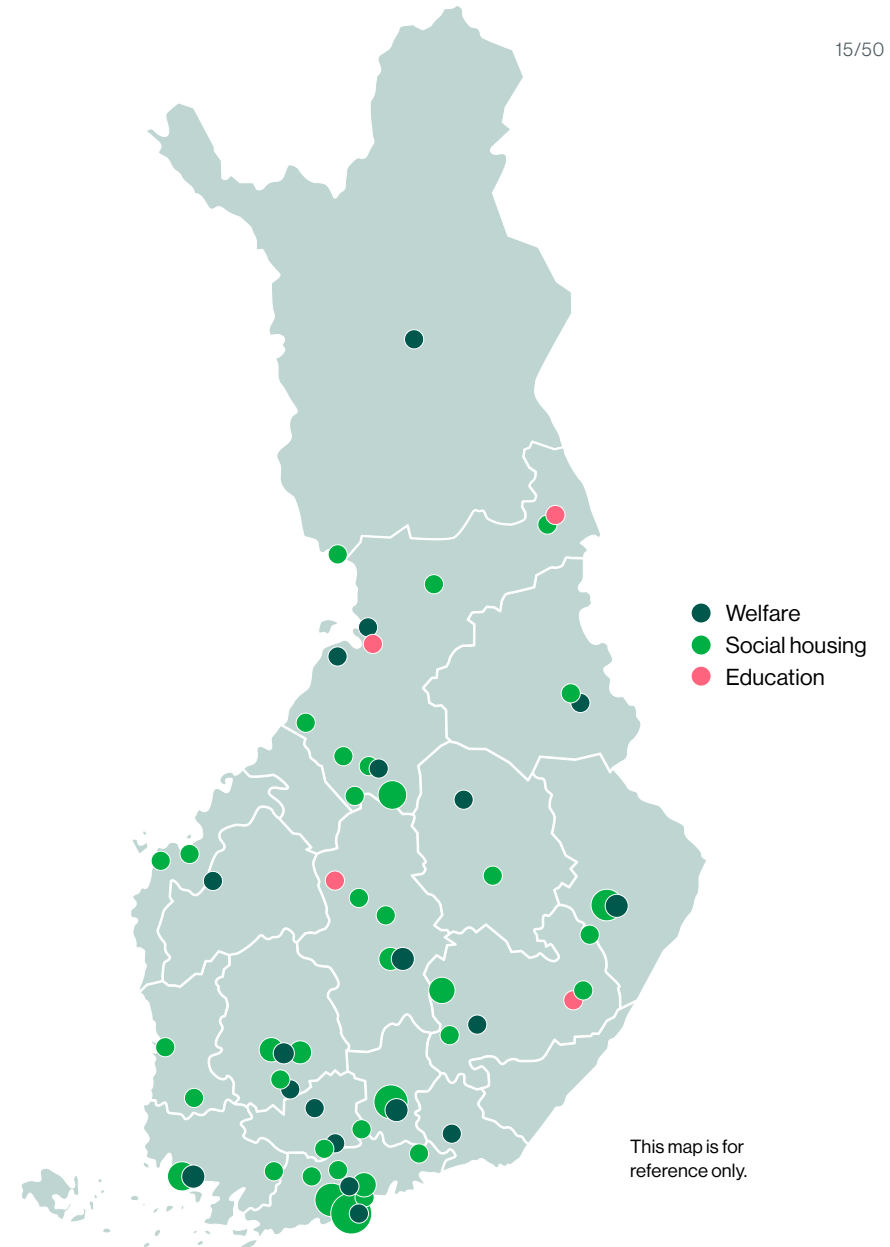 15/50
Welfare
Social housing
Education
This map is for
reference only.